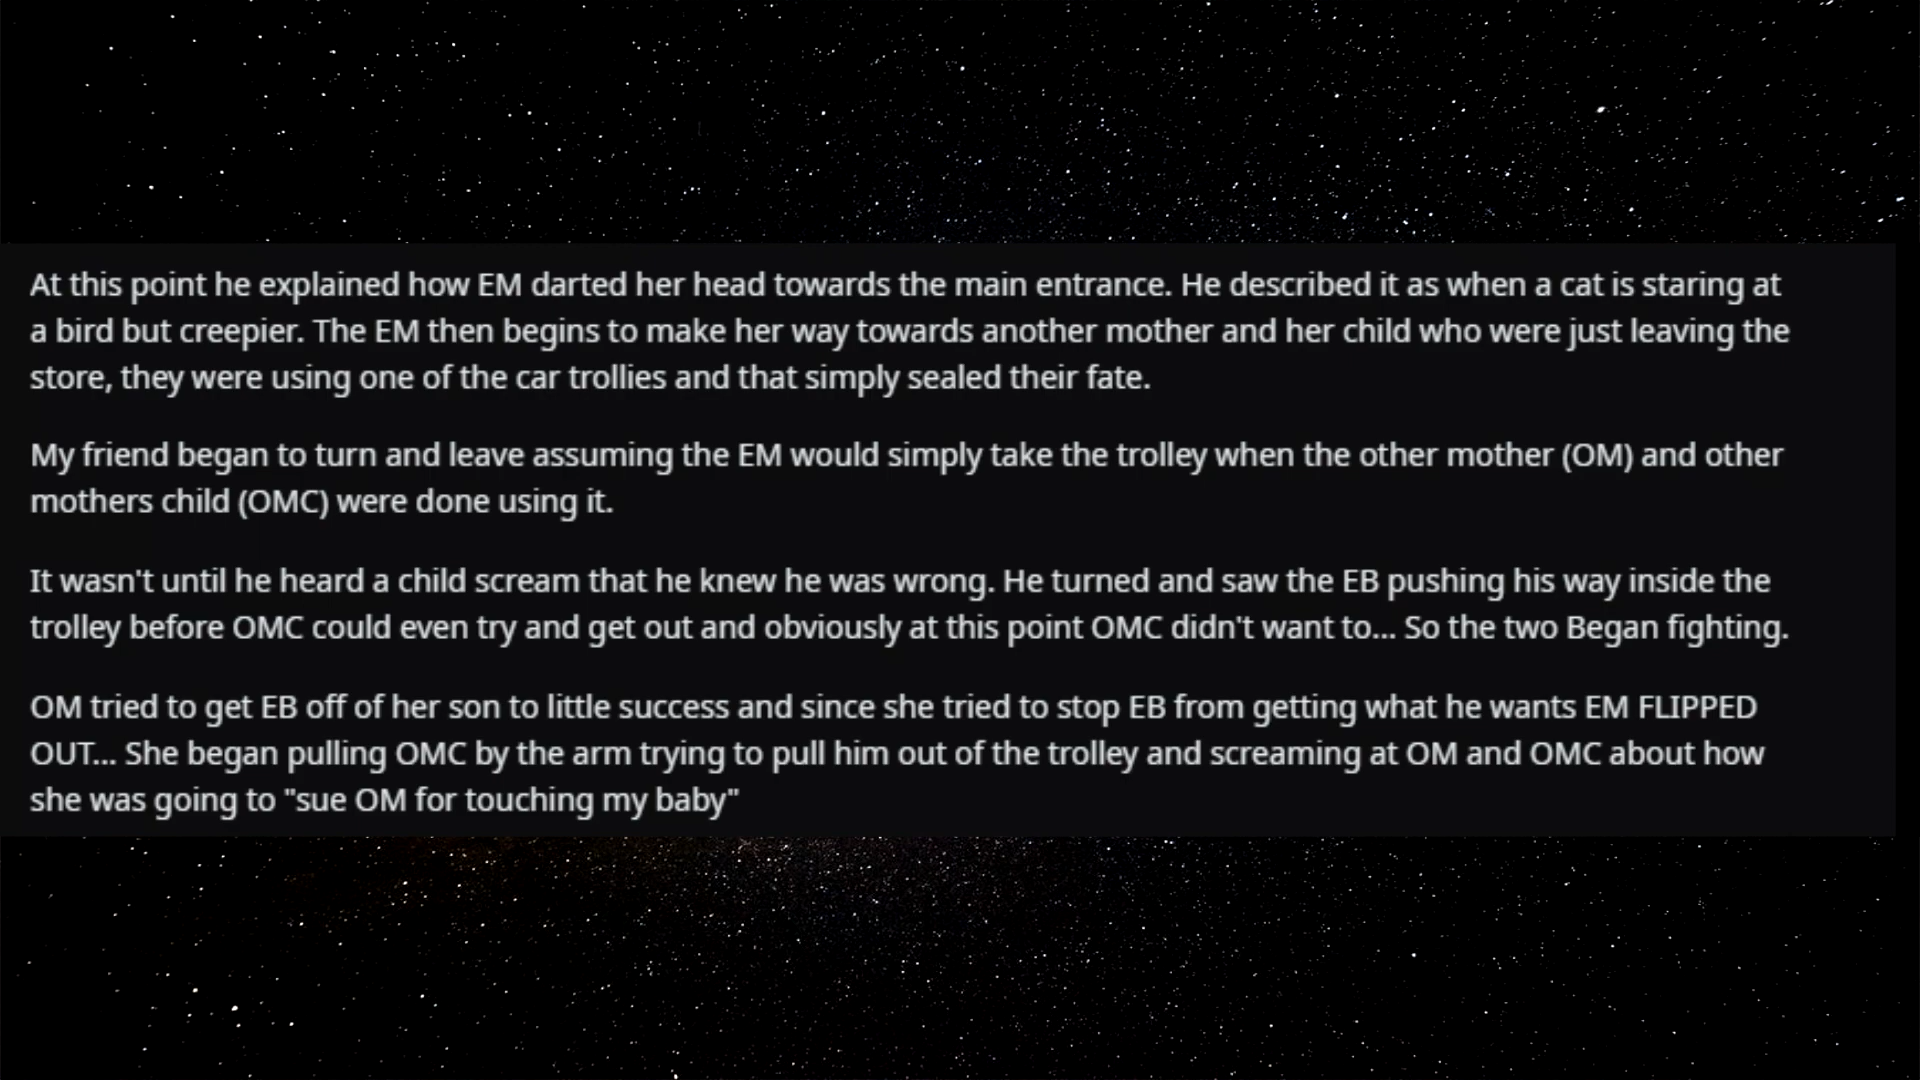 At this point he explained how EM darted her head towards the main entrance. He described it as when a cat is staring at
a bird but creepier. The EM then begins to make her way towards another mother and her child who were just leaving the
store, they were using one of the car trollies and that simply sealed their fate.
My friend began to turn and leave assuming the EM would simply take the trolley when the other mother (OM) and other
mothers child (OMC) were done using it.
It wasn't until he heard a child scream that he knew he was wrong. He turned and saw the EB pushing his way inside the
trolley before OMC could even try and get out and obviously at this point OMC didn't want to... So the two Began fighting.
OM tried to get EB off of her son to little success and since she tried to stop EB from getting what he wants EM FLIPPED
OUT... She began pulling OMC by the arm trying to pull him out of the trolley and screaming at OM and OMC about how
she was going to "sue OM for touching my baby"